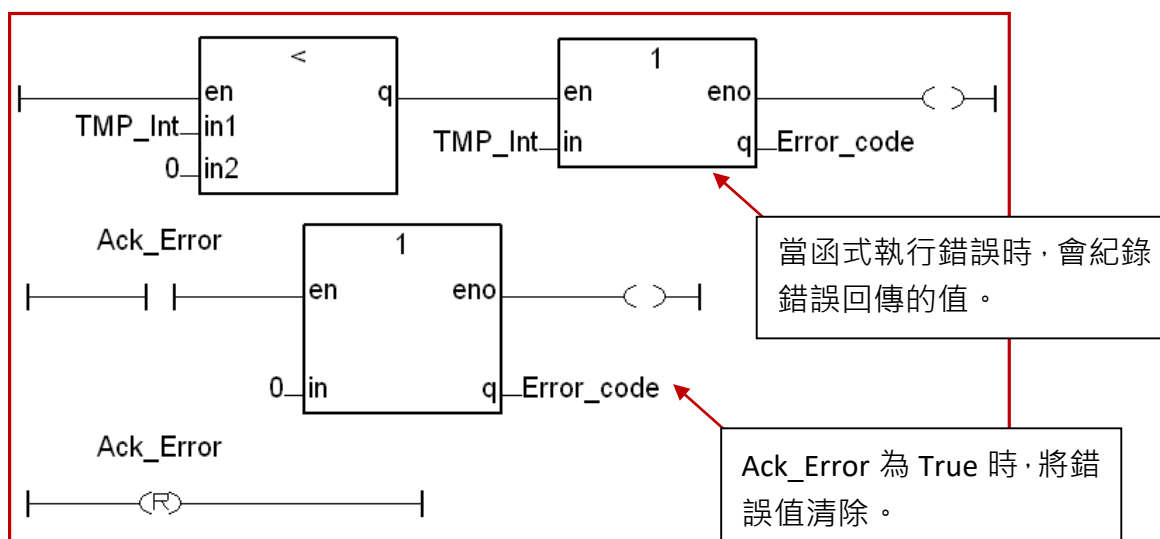 <
1
en
q
en
eno
TMP_Int
in1
TMP_Int
in
q
Error_code
0
in2
當函式執行錯誤時，會紀錄
錯誤回傳的值。
Ack_Error
1
en
eno
0
in
q
Error_code
Ack_Error
Ack_Error 為 True 時，將錯
誤值清除。
R